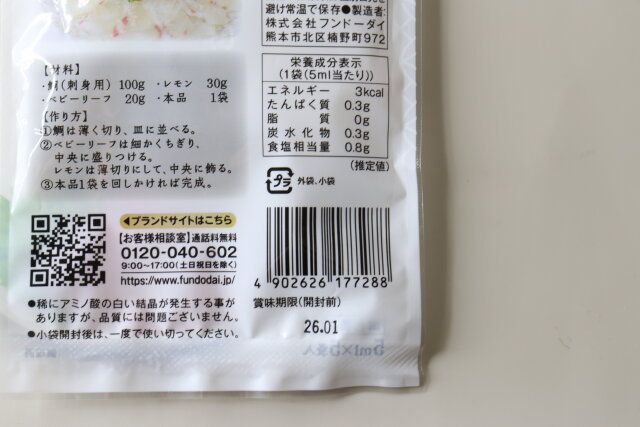 避け常温で保存●製造者:
株式会社フンドーダイ
熊本市北区楠野町972
【材料】
・鯛(刺身用) 100g ・レモン 30g
・ベビーリーフ 20g ・本品 1袋
【作り方】
①鯛は薄く切り、皿に並べる。
②ベビーリーフは細かくちぎり、
中央に盛りつける。
レモンは薄切りにして、中央に飾る。
③本品1袋を回しかければ完成。
栄養成分表示
(1袋(5ml当たり))
エネルギー 3kcal
たんぱく質 0.3g
脂質 0g
炭水化物 0.3g
食塩相当量 0.8g
(推定値)
プラ 外袋、小袋
◀ブランドサイトはこちら
【お客様相談室】通話料無料
0120-040-602
9:00~17:00(土日祝日を除く)
https://www.fundodai.com
●稀にアミノ酸の白い結晶が発生する事が
ありますが、品質には問題ございません。
●小袋開封後は、一度で使い切ってください。
4 902626 177288
賞味期限(開封前)
26.01